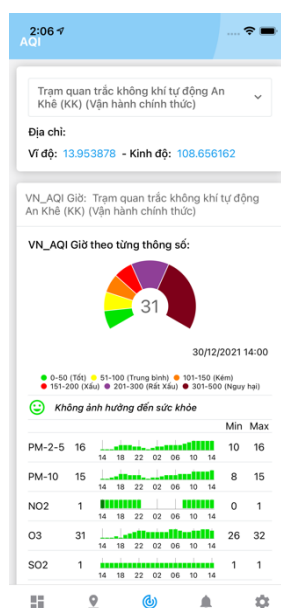 2:06
AQI
Trạm quan trắc không khí tự động An
Khê (KK) (Vận hành chính thức)
Địa chỉ:
Vĩ độ: 13.953878 - Kinh độ: 108.656162
VN_AQI Giờ: Trạm quan trắc không khí tự động
An Khê (KK) (Vận hành chính thức)
VN_AQI Giờ theo từng thông số:
31
30/12/2021 14:00
0-50 (Tốt) 51-100 (Trung bình) 101-150 (Kém)
151-200 (Xấu) 201-300 (Rất Xấu) 301-500 (Nguy hại)
Không ảnh hưởng đến sức khỏe
Min Max
PM-2-5 16 10 16
14 18 22 02 06 10 14
PM-10 15 8 15
14 18 22 02 06 10 14
NO2 1 0 1
14 18 22 02 06 10 14
O3 31 26 32
14 18 22 02 06 10 14
SO2 1 1 1
14 18 22 02 06 10 14